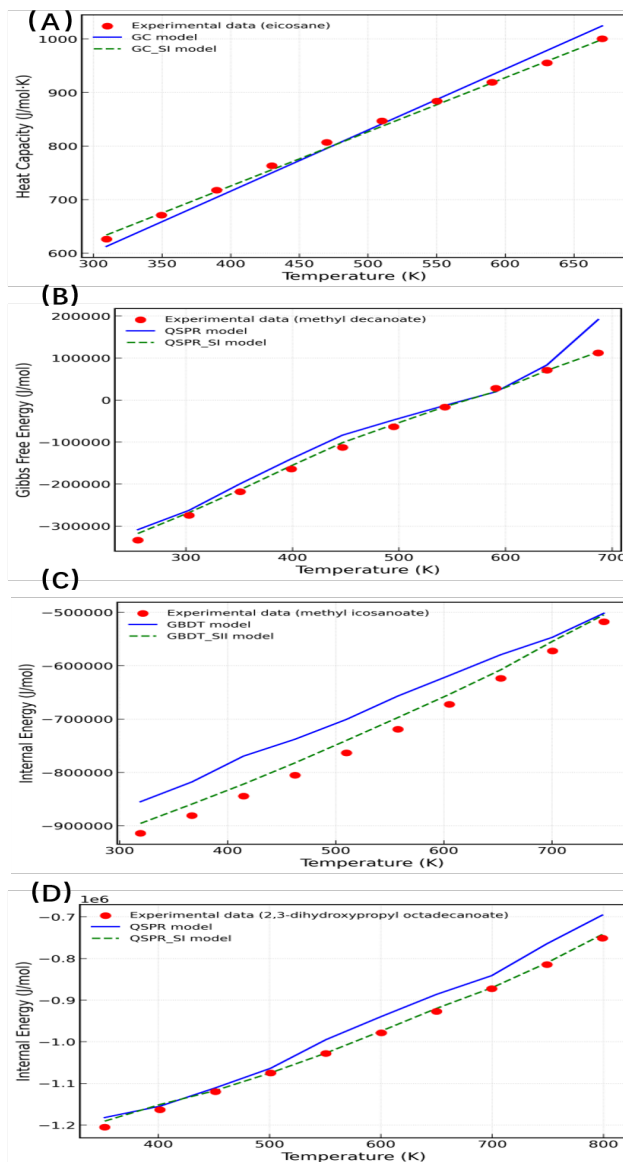 (A)
Experimental data (eicosane)
GC model
GC_SI model
1000
900
800
700
600
Heat Capacity (J/mol·K)
300 350 400 450 500 550 600 650
Temperature (K)
(B)
Experimental data (methyl decanoate)
QSPR model
QSPR_SI model
200000
100000
0
−100000
−200000
−300000
Gibbs Free Energy (J/mol)
300 400 500 600 700
Temperature (K)
(C)
Experimental data (methyl icosanoate)
GBDT model
GBDT_SII model
−500000
−600000
−700000
−800000
−900000
Internal Energy (J/mol)
300 400 500 600 700
Temperature (K)
(D)
1e6
Experimental data (2,3-dihydroxypropyl octadecanoate)
QSPR model
QSPR_SI model
−0.7
−0.8
−0.9
−1.0
−1.1
−1.2
Internal Energy (J/mol)
400 500 600 700 800
Temperature (K)